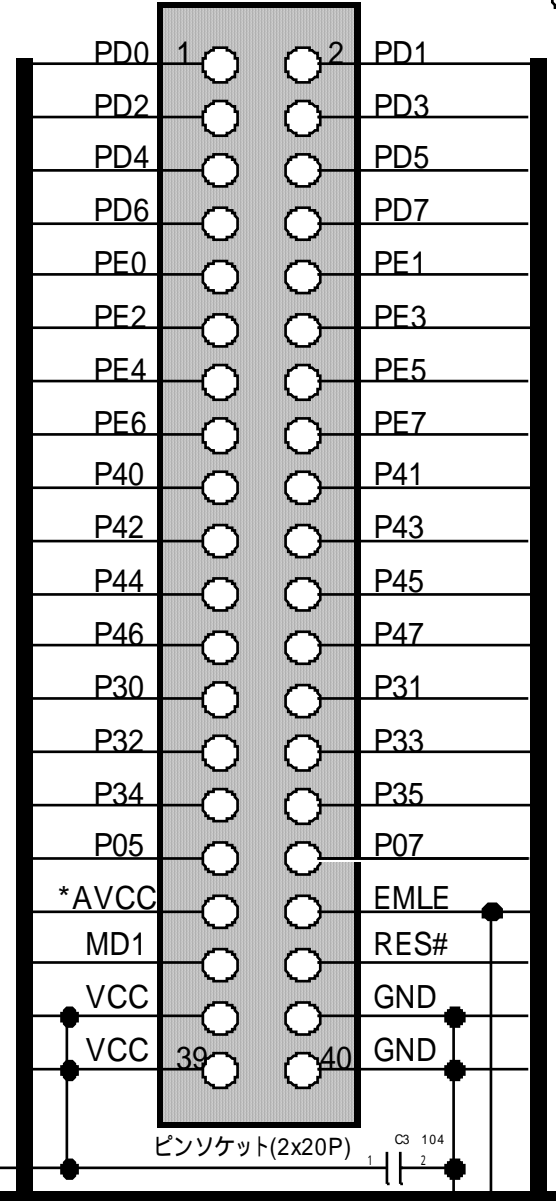 PD0 1 2 PD1
PD2 PD3
PD4 PD5
PD6 PD7
PE0 PE1
PE2 PE3
PE4 PE5
PE6 PE7
P40 P41
P42 P43
P44 P45
P46 P47
P30 P31
P32 P33
P34 P35
P05 P07
*AVCC EMLE
MD1 RES#
VCC GND
VCC 39 40 GND
ピンソケット(2x20P)
C3 104
1 2